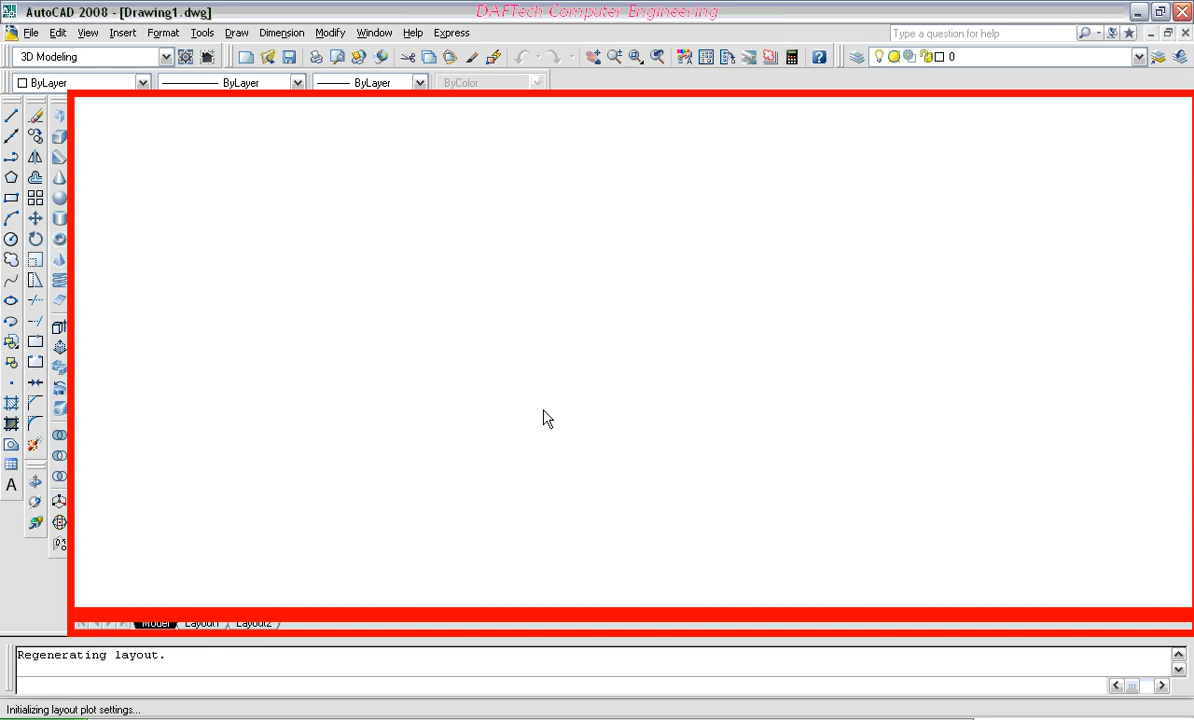 AutoCAD 2008 - [Drawing1.dwg]
DAFTech Computer Engineering
File Edit View Insert Format Tools Draw Dimension Modify Window Help Express
Type a question for help
3D Modeling
0
ByLayer
ByLayer
ByLayer
ByColor
A
Model Layout1 Layout2
Regenerating layout.
Initializing layout plot settings...